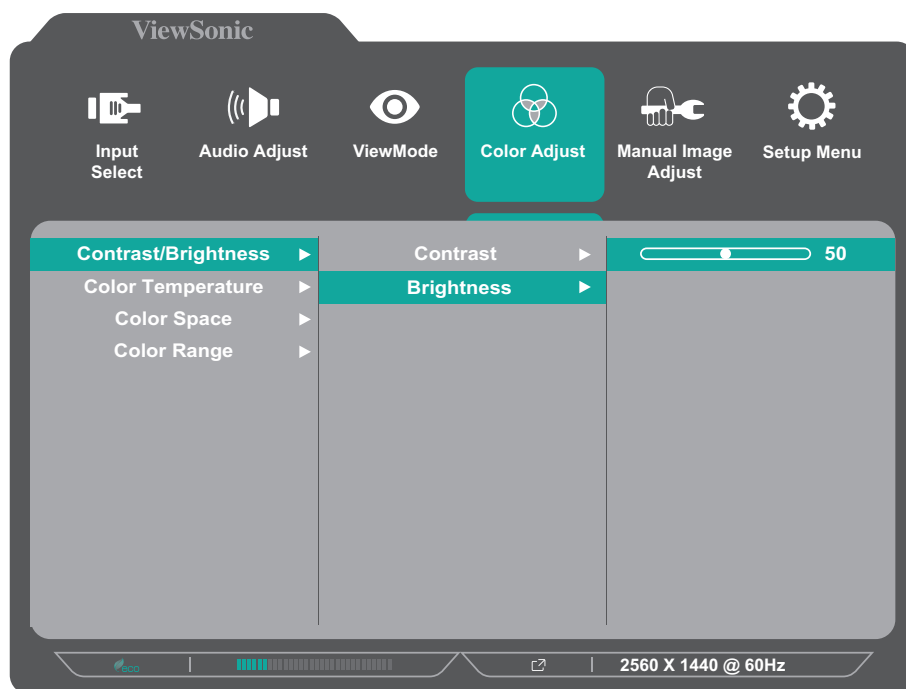 ViewSonic
Input Select
Audio Adjust
ViewMode
Color Adjust
Manual Image Adjust
Setup Menu
Contrast/Brightness
Contrast
50
Color Temperature
Brightness
Color Space
Color Range
eco
2560 X 1440 @ 60Hz